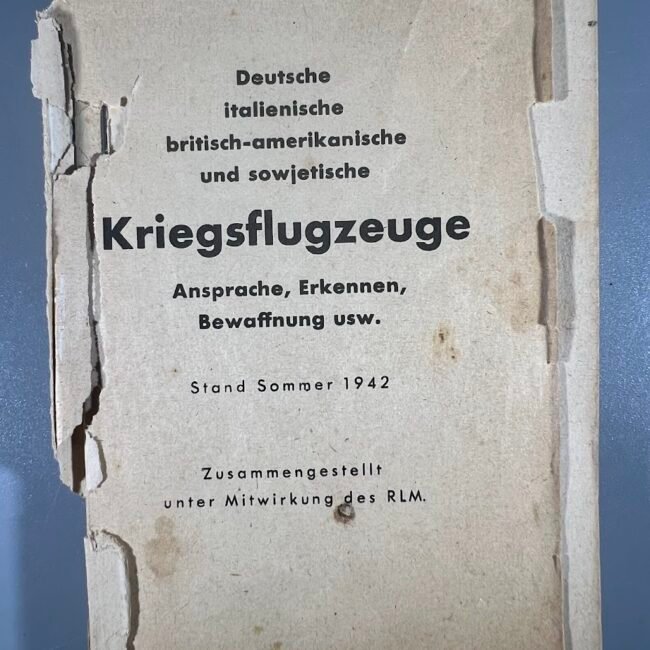 Deutsche
italienische
britisch-amerikanische
und sowjetische
Kriegsflugzeuge
Ansprache, Erkennen,
Bewaffnung usw.
Stand Sommer 1942
Zusammengestellt
unter Mitwirkung des RLM.